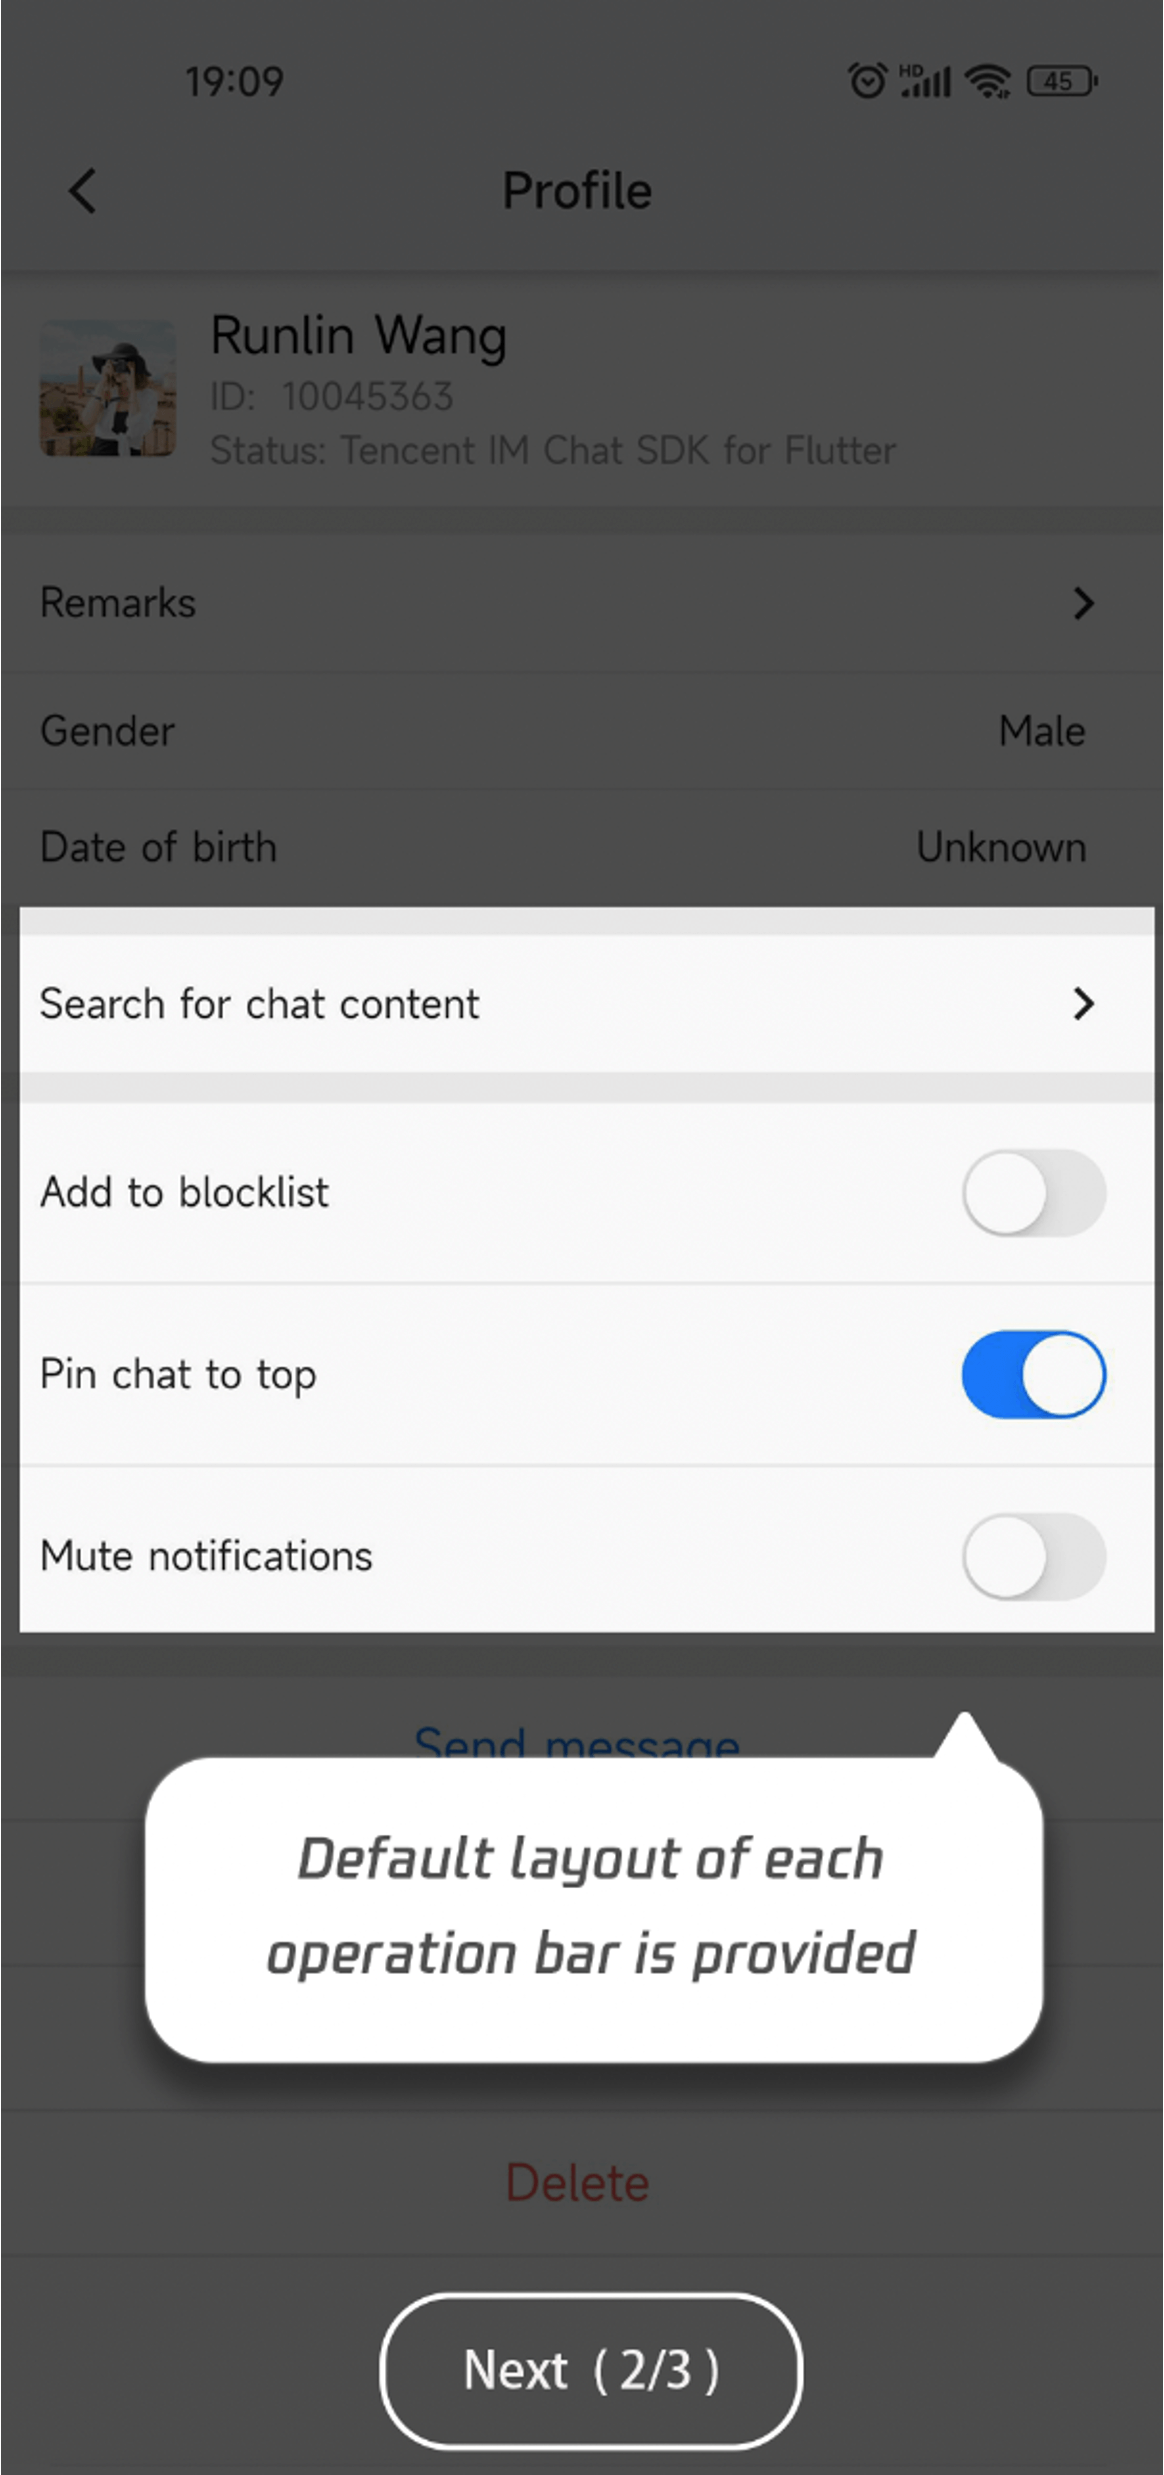 19:09
HD
45
Profile
Runlin Wang
ID: 10045363
Status: Tencent IM Chat SDK for Flutter
Remarks
Gender
Male
Date of birth
Unknown
Search for chat content
Add to blocklist
Pin chat to top
Mute notifications
Send message
Default layout of each
operation bar is provided
Delete
Next ( 2/3 )